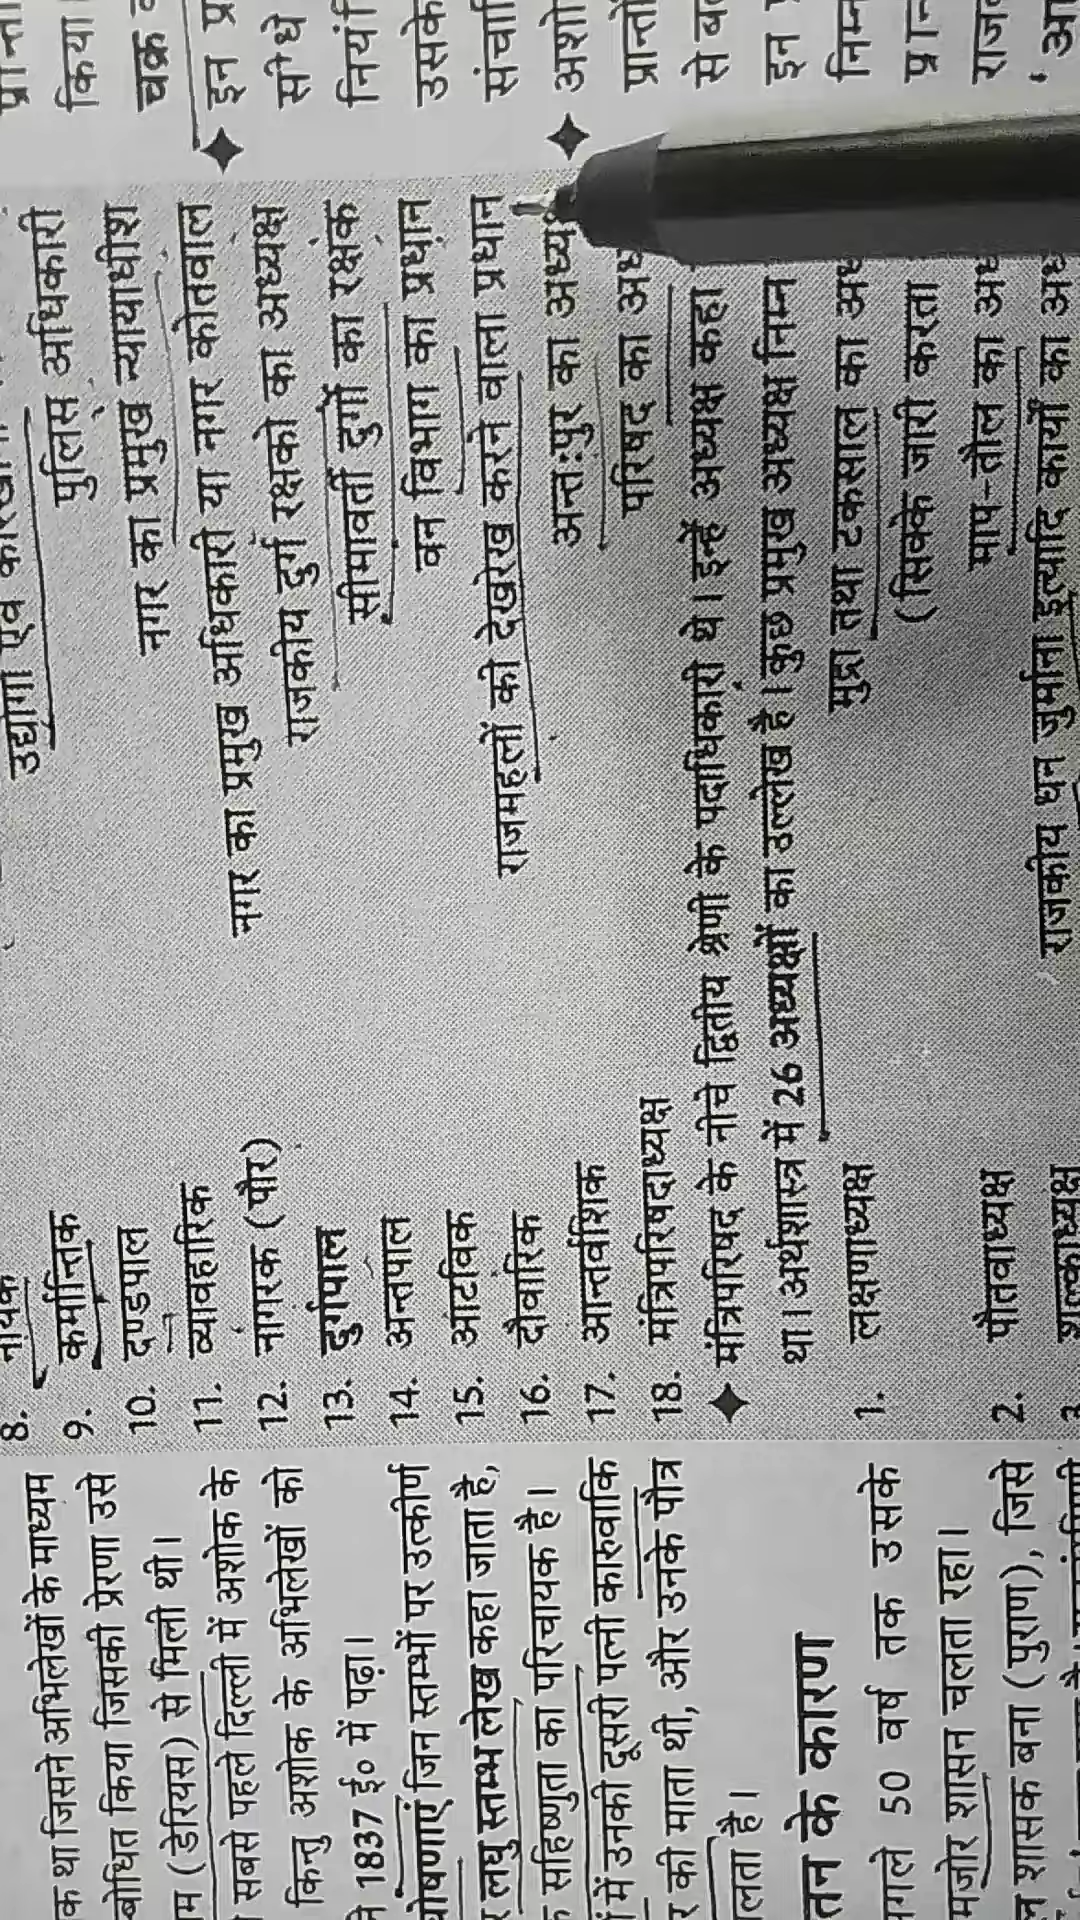 क था जिसने अभिलेखों के माध्यम
बोधित किया जिसकी प्रेरणा उसे
म (डेरियस) से मिली थी।
सबसे पहले दिल्ली में अशोक के
किन्तु अशोक के अभिलेखों को
1837 ई० में पढ़ा।
घोषणाएं जिन स्तम्भों पर उत्कीर्ण
लघु स्तम्भ लेख कहा जाता है,
सहिष्णुता का परिचायक है।
में उनकी दूसरी पत्नी कारुवाकि
र की माता थी, और उनके पौत्र
लता है।
तन के कारण
गले 50 वर्ष तक उसके
मजोर शासन चलता रहा।
शासक बना (पुराण), जिसे
8. नायक
उद्योगों एवं
9. कर्मान्तिक
पुलिस अधिकारी
10. दण्डपाल
नगर का प्रमुख न्यायाधीश
11. व्यावहारिक
नगर का प्रमुख अधिकारी या नगर कोतवाल
12. नागरक (पौर)
राजकीय दुर्ग रक्षकों का अध्यक्ष
13. दुर्गपाल
सीमावर्ती दुर्गों का रक्षक
14. अन्तपाल
वन विभाग का प्रधान
15. आटविक
राजमहलों की देखरेख करने वाला प्रधान
16. दौवारिक
अन्तःपुर का
17. आन्तर्वशिक
परिषद का
18. मंत्रिपरिषदाध्यक्ष
✦ मंत्रिपरिषद के नीचे द्वितीय श्रेणी के पदाधिकारी थे। इन्हें अध्यक्ष कहा
था। अर्थशास्त्र में 26 अध्यक्षों का उल्लेख है। कुछ प्रमुख अध्यक्ष निम्न
1. लक्षणाध्यक्ष
मुद्रा तथा टकसाल का
(सिक्के जारी करता
2. पौतवाध्यक्ष
माप-तौल का
3. शुल्काध्यक्ष
राजकीय धन जुर्माना इत्यादि कार्यों का
किया
चक्र
✦ इन
सीधे
उसके
✦
से
इन